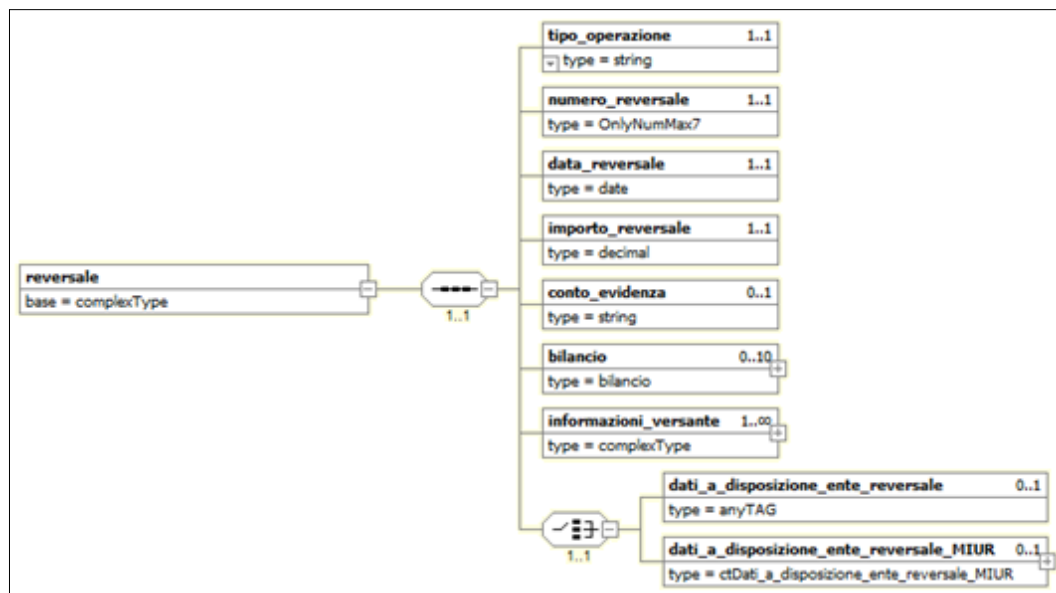 tipo_operazione 1..1
type = string
numero_reversale 1..1
type = OnlyNumMax7
data_reversale 1..1
type = date
importo_reversale 1..1
type = decimal
reversale
base = complexType
1..1
conto_evidenza 0..1
type = string
bilancio 0..10
type = bilancio
informazioni_versante 1..∞
type = complexType
dati_a_disposizione_ente_reversale 0..1
type = anyTAG
1..1
dati_a_disposizione_ente_reversale_MIUR 0..1
type = ctDati_a_disposizione_ente_reversale_MIUR